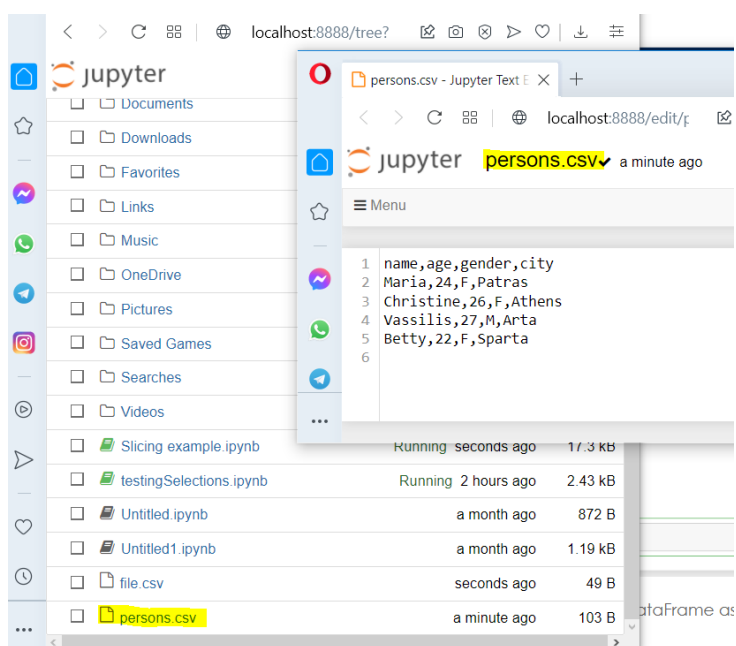 localhost:8888/tree?
jupyter
Documents
Downloads
Favorites
Links
Music
OneDrive
Pictures
Saved Games
Searches
Videos
Slicing example.ipynb Running seconds ago 17.3 kB
testingSelections.ipynb Running 2 hours ago 2.43 kB
Untitled.ipynb a month ago 872 B
Untitled1.ipynb a month ago 1.19 kB
file.csv seconds ago 49 B
persons.csv a minute ago 103 B
persons.csv - Jupyter Text E
localhost:8888/edit/p
jupyter persons.csv a minute ago
Menu
1 name,age,gender,city
2 Maria,24,F,Patras
3 Christine,26,F,Athens
4 Vassilis,27,M,Arta
5 Betty,22,F,Sparta
6
ataFrame as